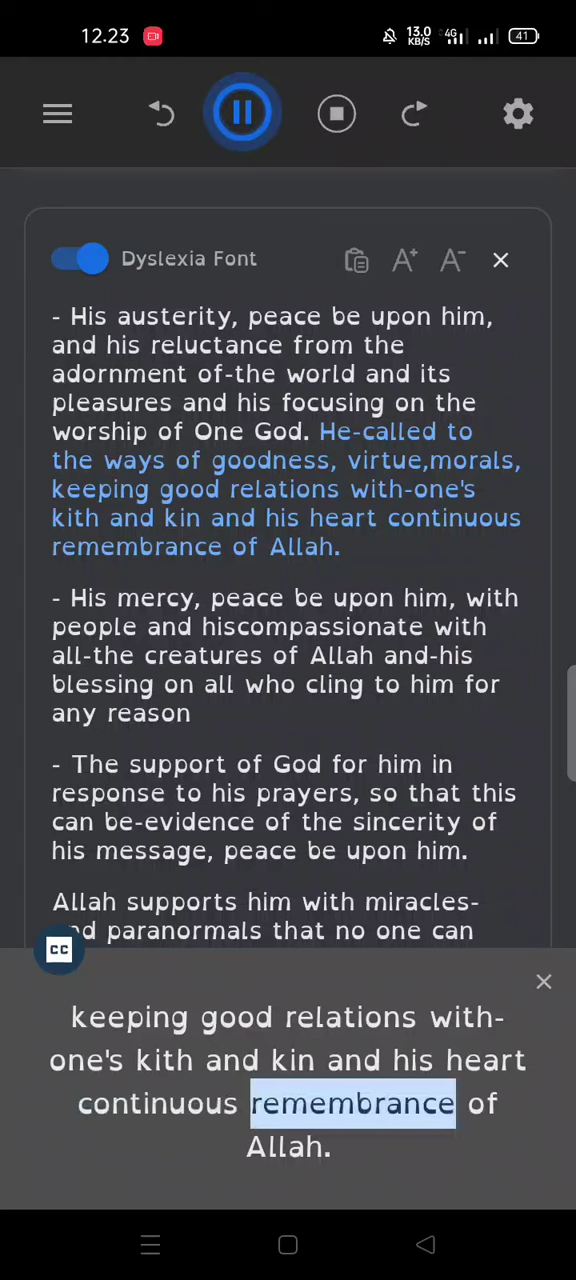 12.23
13.0
KB/S
4G
41
Dyslexia Font
A+
A-
- His austerity, peace be upon him,
and his reluctance from the
adornment of-the world and its
pleasures and his focusing on the
worship of One God. He-called to
the ways of goodness, virtue,morals,
keeping good relations with-one's
kith and kin and his heart continuous
remembrance of Allah.
- His mercy, peace be upon him, with
people and hiscompassionate with
all-the creatures of Allah and-his
blessing on all who cling to him for
any reason
- The support of God for him in
response to his prayers, so that this
can be-evidence of the sincerity of
his message, peace be upon him.
Allah supports him with miracles-
paranormals that no one can
CC
keeping good relations with-
one's kith and kin and his heart
continuous remembrance of
Allah.